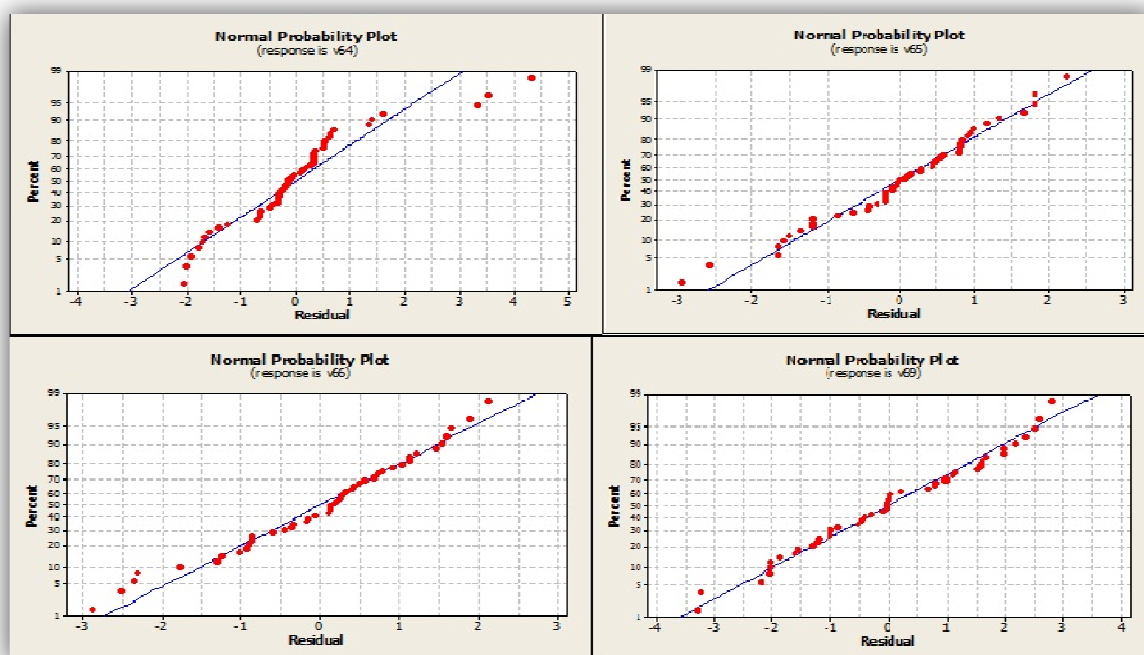 Normal Probability Plot
(response is v64)
99
95
90
80
70
60
50
40
30
20
10
5
1
Percent
-4 -3 -2 -1 0 1 2 3 4 5
Residual
Normal Probability Plot
(response is v65)
99
95
90
80
70
60
50
40
30
20
10
5
1
Percent
-3 -2 -1 0 1 2 3
Residual
Normal Probability Plot
(response is v66)
99
95
90
80
70
60
50
40
30
20
10
5
1
Percent
-3 -2 -1 0 1 2 3
Residual
Normal Probability Plot
(response is v69)
99
95
90
80
70
60
50
40
30
20
10
5
1
Percent
-4 -3 -2 -1 0 1 2 3 4
Residual